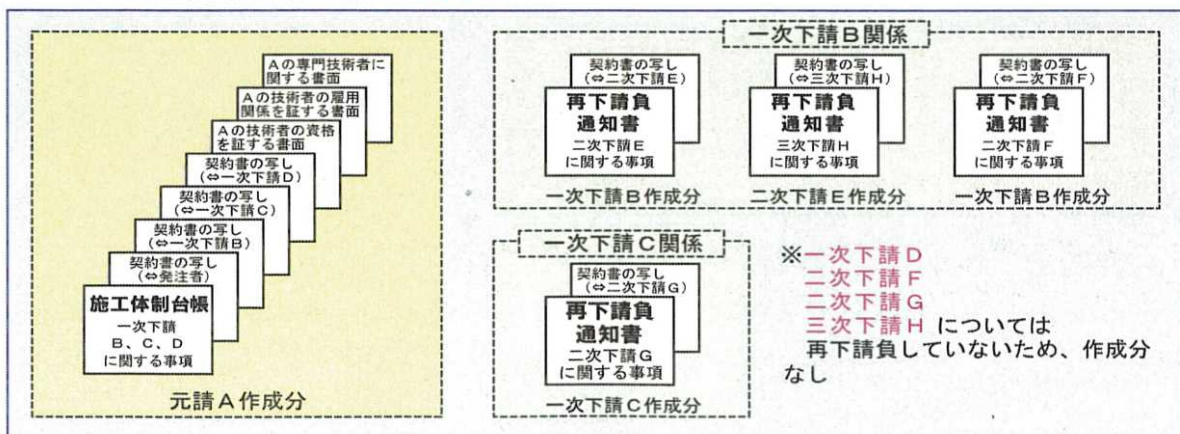 Aの専門技術者に
関する書面
Aの技術者の雇用
関係を証する書面
Aの技術者の資格
を証する書面
契約書の写し
(⇔一次下請D)
契約書の写し
(⇔一次下請C)
契約書の写し
(⇔一次下請B)
契約書の写し
(⇔発注者)
施工体制台帳
一次下請
B、C、D
に関する事項
元請A作成分
一次下請B関係
契約書の写し
(⇔二次下請E)
再下請負
通知書
二次下請E
に関する事項
一次下請B作成分
契約書の写し
(⇔三次下請H)
再下請負
通知書
三次下請H
に関する事項
二次下請E作成分
契約書の写し
(⇔二次下請F)
再下請負
通知書
二次下請F
に関する事項
一次下請B作成分
一次下請C関係
契約書の写し
(⇔二次下請G)
再下請負
通知書
二次下請G
に関する事項
一次下請C作成分
※一次下請D
二次下請F
二次下請G
三次下請H については
再下請負していないため、作成分
なし